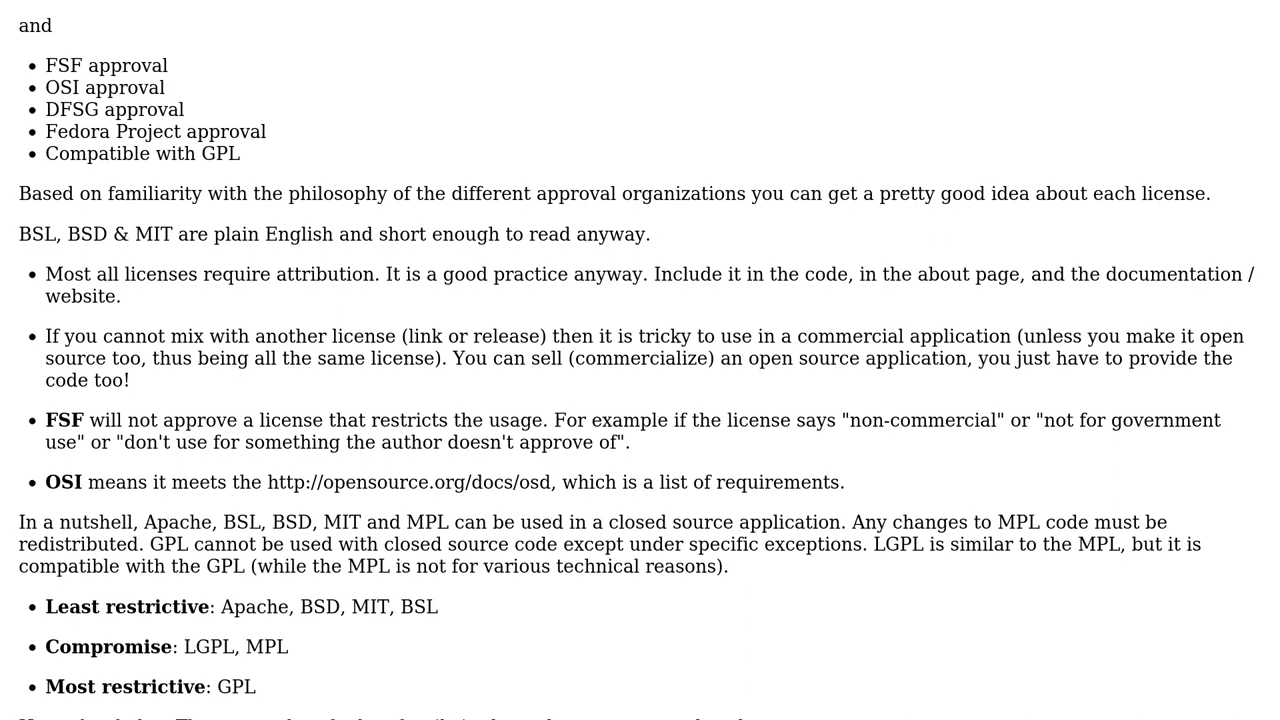 and
• FSF approval
• OSI approval
• DFSG approval
• Fedora Project approval
• Compatible with GPL
Based on familiarity with the philosophy of the different approval organizations you can get a pretty good idea about each license.
BSL, BSD & MIT are plain English and short enough to read anyway.
• Most all licenses require attribution. It is a good practice anyway. Include it in the code, in the about page, and the documentation /
website.
• If you cannot mix with another license (link or release) then it is tricky to use in a commercial application (unless you make it open
source too, thus being all the same license). You can sell (commercialize) an open source application, you just have to provide the
code too!
• FSF will not approve a license that restricts the usage. For example if the license says "non-commercial" or "not for government
use" or "don't use for something the author doesn't approve of".
• OSI means it meets the http://opensource.org/docs/osd, which is a list of requirements.
In a nutshell, Apache, BSL, BSD, MIT and MPL can be used in a closed source application. Any changes to MPL code must be
redistributed. GPL cannot be used with closed source code except under specific exceptions. LGPL is similar to the MPL, but it is
compatible with the GPL (while the MPL is not for various technical reasons).
• Least restrictive: Apache, BSD, MIT, BSL
• Compromise: LGPL, MPL
• Most restrictive: GPL